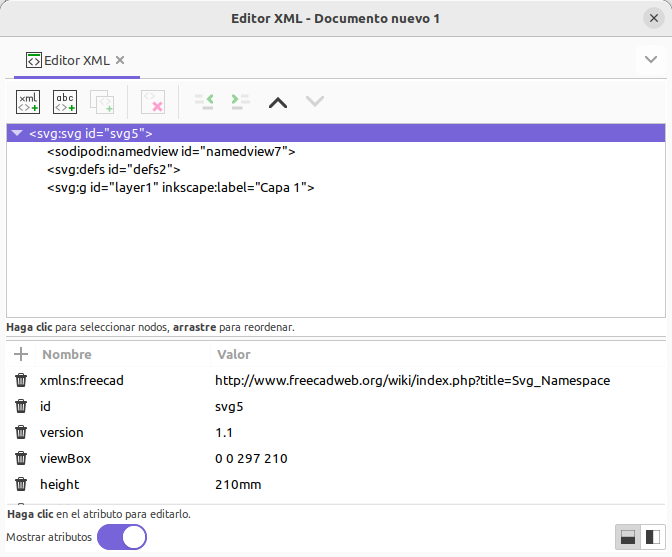 Editor XML - Documento nuevo 1
Editor XML
xml
abc
<svg:svg id="svg5">
<sodipodi:namedview id="namedview7">
<svg:defs id="defs2">
<svg:g id="layer1" inkscape:label="Capa 1">
Haga clic para seleccionar nodos, arrastre para reordenar.
Nombre Valor
xmlns:freecad http://www.freecadweb.org/wiki/index.php?title=Svg_Namespace
id svg5
version 1.1
viewBox 0 0 297 210
height 210mm
Haga clic en el atributo para editarlo.
Mostrar atributos